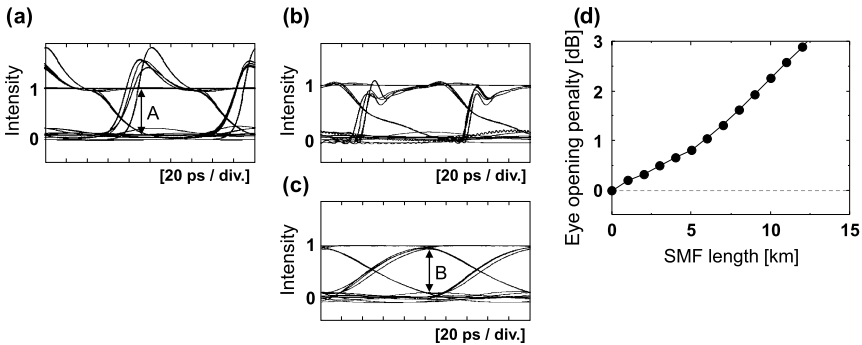 (a)
Intensity
1
0
A
[20 ps / div.]
(b)
Intensity
1
0
[20 ps / div.]
(c)
Intensity
1
0
B
[20 ps / div.]
(d)
Eye opening penalty [dB]
3
2
1
0
0 5 10 15
SMF length [km]